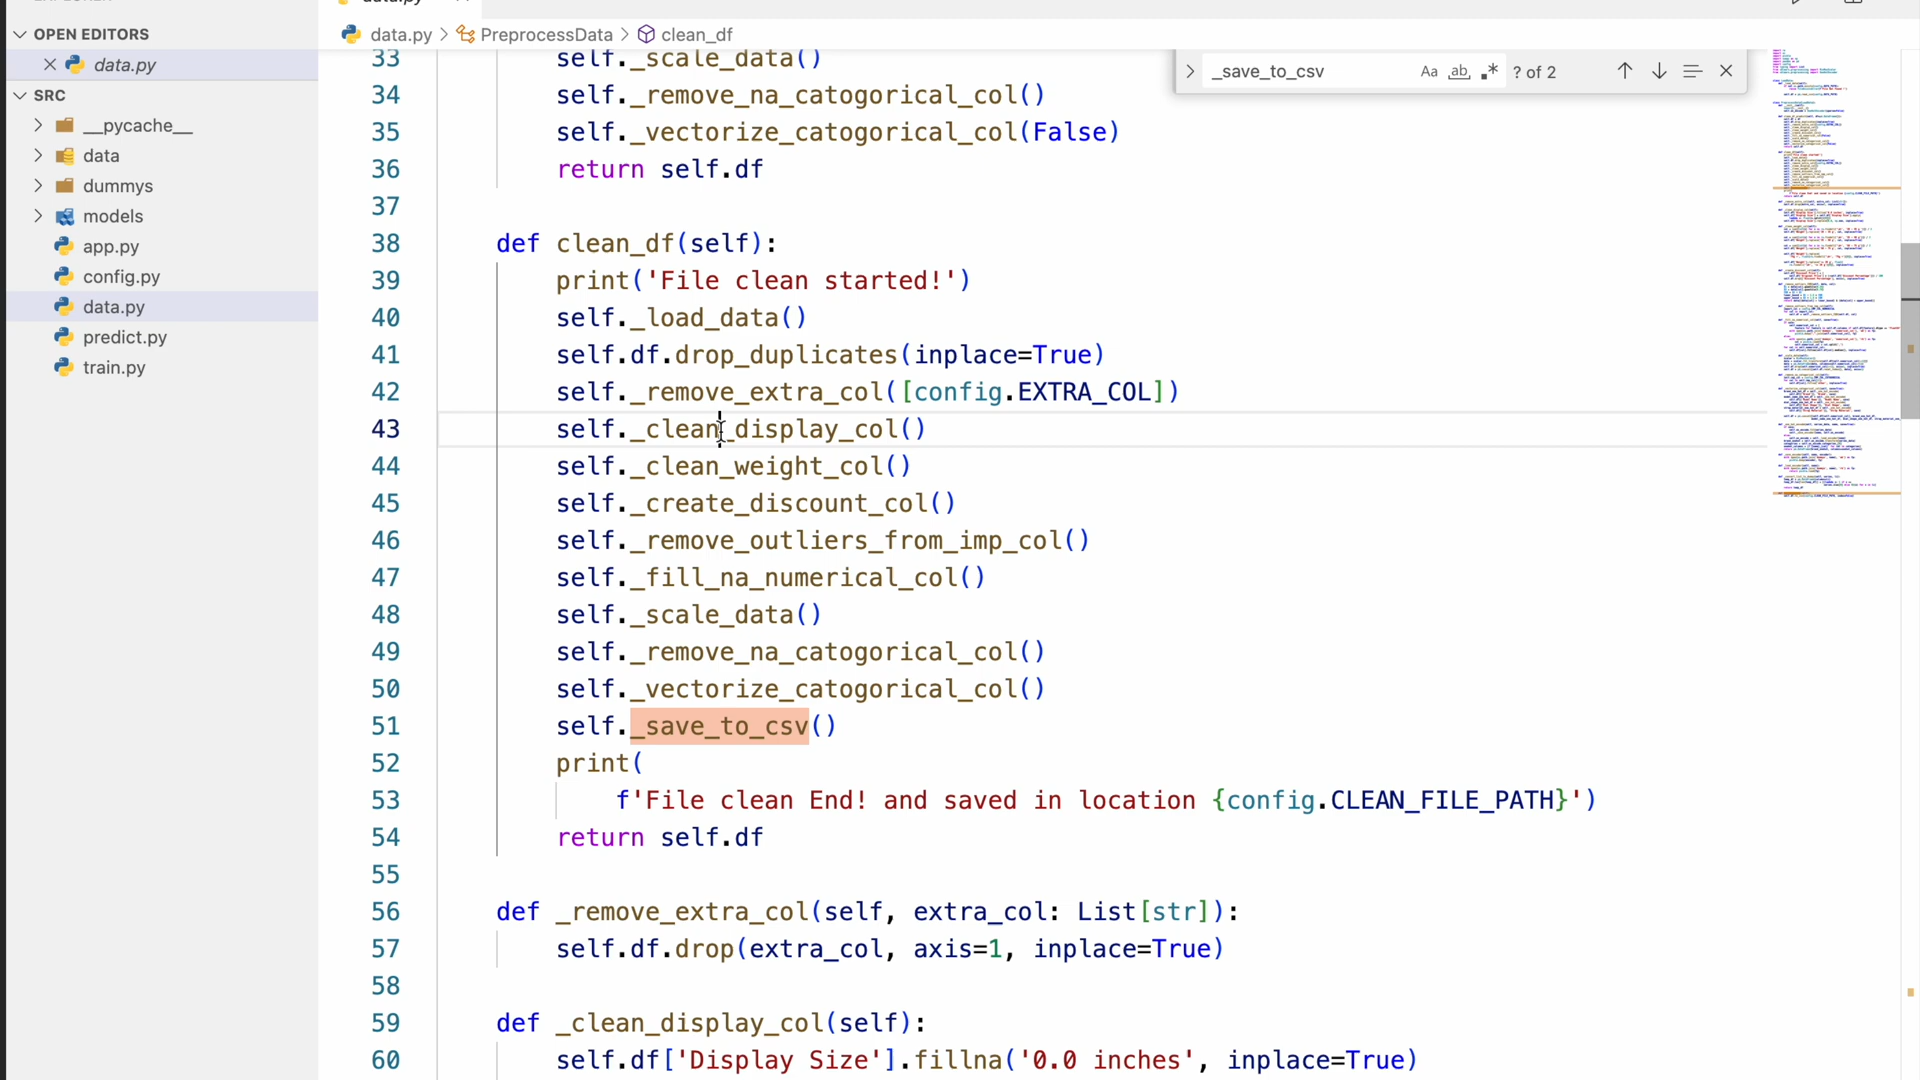 data.py
OPEN EDITORS
data.py
SRC
__pycache__
data
dummys
models
app.py
config.py
data.py
predict.py
train.py
data.py > PreprocessData > clean_df
_save_to_csv Aa ab .* ? of 2
33 self._scale_data()
34 self._remove_na_catogorical_col()
35 self._vectorize_catogorical_col(False)
36 return self.df
37
38 def clean_df(self):
39 print('File clean started!')
40 self._load_data()
41 self.df.drop_duplicates(inplace=True)
42 self._remove_extra_col([config.EXTRA_COL])
43 self._clean_display_col()
44 self._clean_weight_col()
45 self._create_discount_col()
46 self._remove_outliers_from_imp_col()
47 self._fill_na_numerical_col()
48 self._scale_data()
49 self._remove_na_catogorical_col()
50 self._vectorize_catogorical_col()
51 self._save_to_csv()
52 print(
53 f'File clean End! and saved in location {config.CLEAN_FILE_PATH}')
54 return self.df
55
56 def _remove_extra_col(self, extra_col: List[str]):
57 self.df.drop(extra_col, axis=1, inplace=True)
58
59 def _clean_display_col(self):
60 self.df['Display Size'].fillna('0.0 inches', inplace=True)